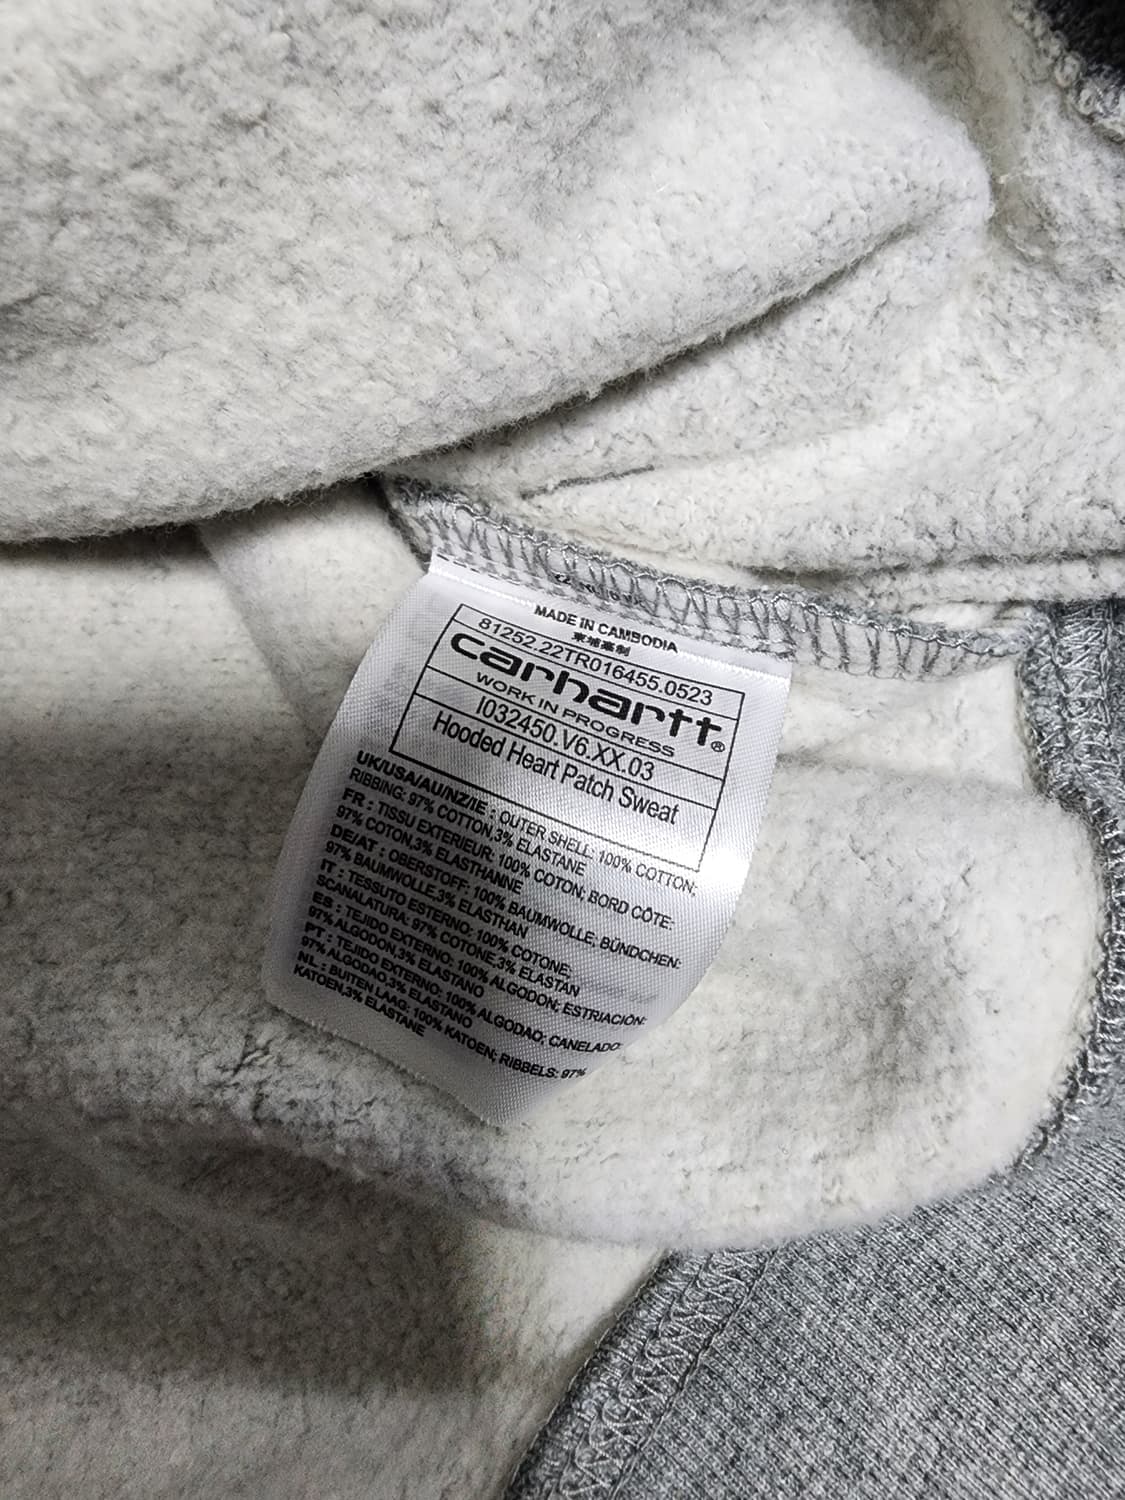 MADE IN CAMBODIA
柬埔寨制
81252.22TR016455.0523
carhartt®
WORK IN PROGRESS
I032450.V6.XX.03
Hooded Heart Patch Sweat
UK/USA/AU/NZ/IE : OUTER SHELL: 100% COTTON;
RIBBING: 97% COTTON,3% ELASTANE
FR : TISSU EXTERIEUR: 100% COTON; BORD CÔTE:
97% COTON,3% ELASTHANNE
DE/AT : OBERSTOFF: 100% BAUMWOLLE; BÜNDCHEN:
97% BAUMWOLLE,3% ELASTHAN
IT : TESSUTO ESTERNO: 100% COTONE;
SCANALATURA: 97% COTONE,3% ELASTAN
ES : TEJIDO EXTERNO: 100% ALGODON; ESTRIACIÓN:
97% ALGODON,3% ELASTANO
PT : TEJIDO EXTERNO: 100% ALGODAO; CANELADO:
97% ALGODAO,3% ELASTANO
NL : BUITEN LAAG: 100% KATOEN; RIBBELS: 97%
KATOEN,3% ELASTANE